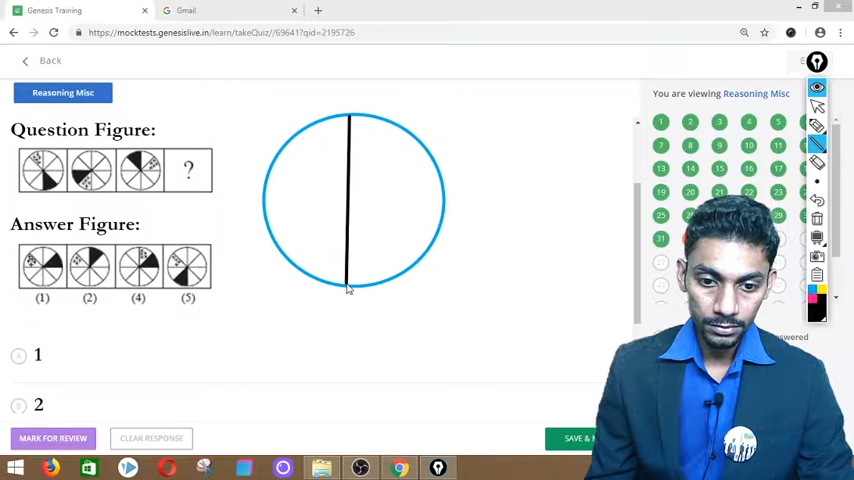 Genesis Training
Gmail
https://mocktests.genesislive.in/learn/takeQuiz//69641?qid=2195726
Back
Reasoning Misc
You are viewing Reasoning Misc
Question Figure:
?
Answer Figure:
(1) (2) (4) (5)
1 2 3 4 5
7 8 9 10 11
13 14 15 16 17
19 20 21 22 23
25 26 28 29
31
A 1
B 2
MARK FOR REVIEW
CLEAR RESPONSE